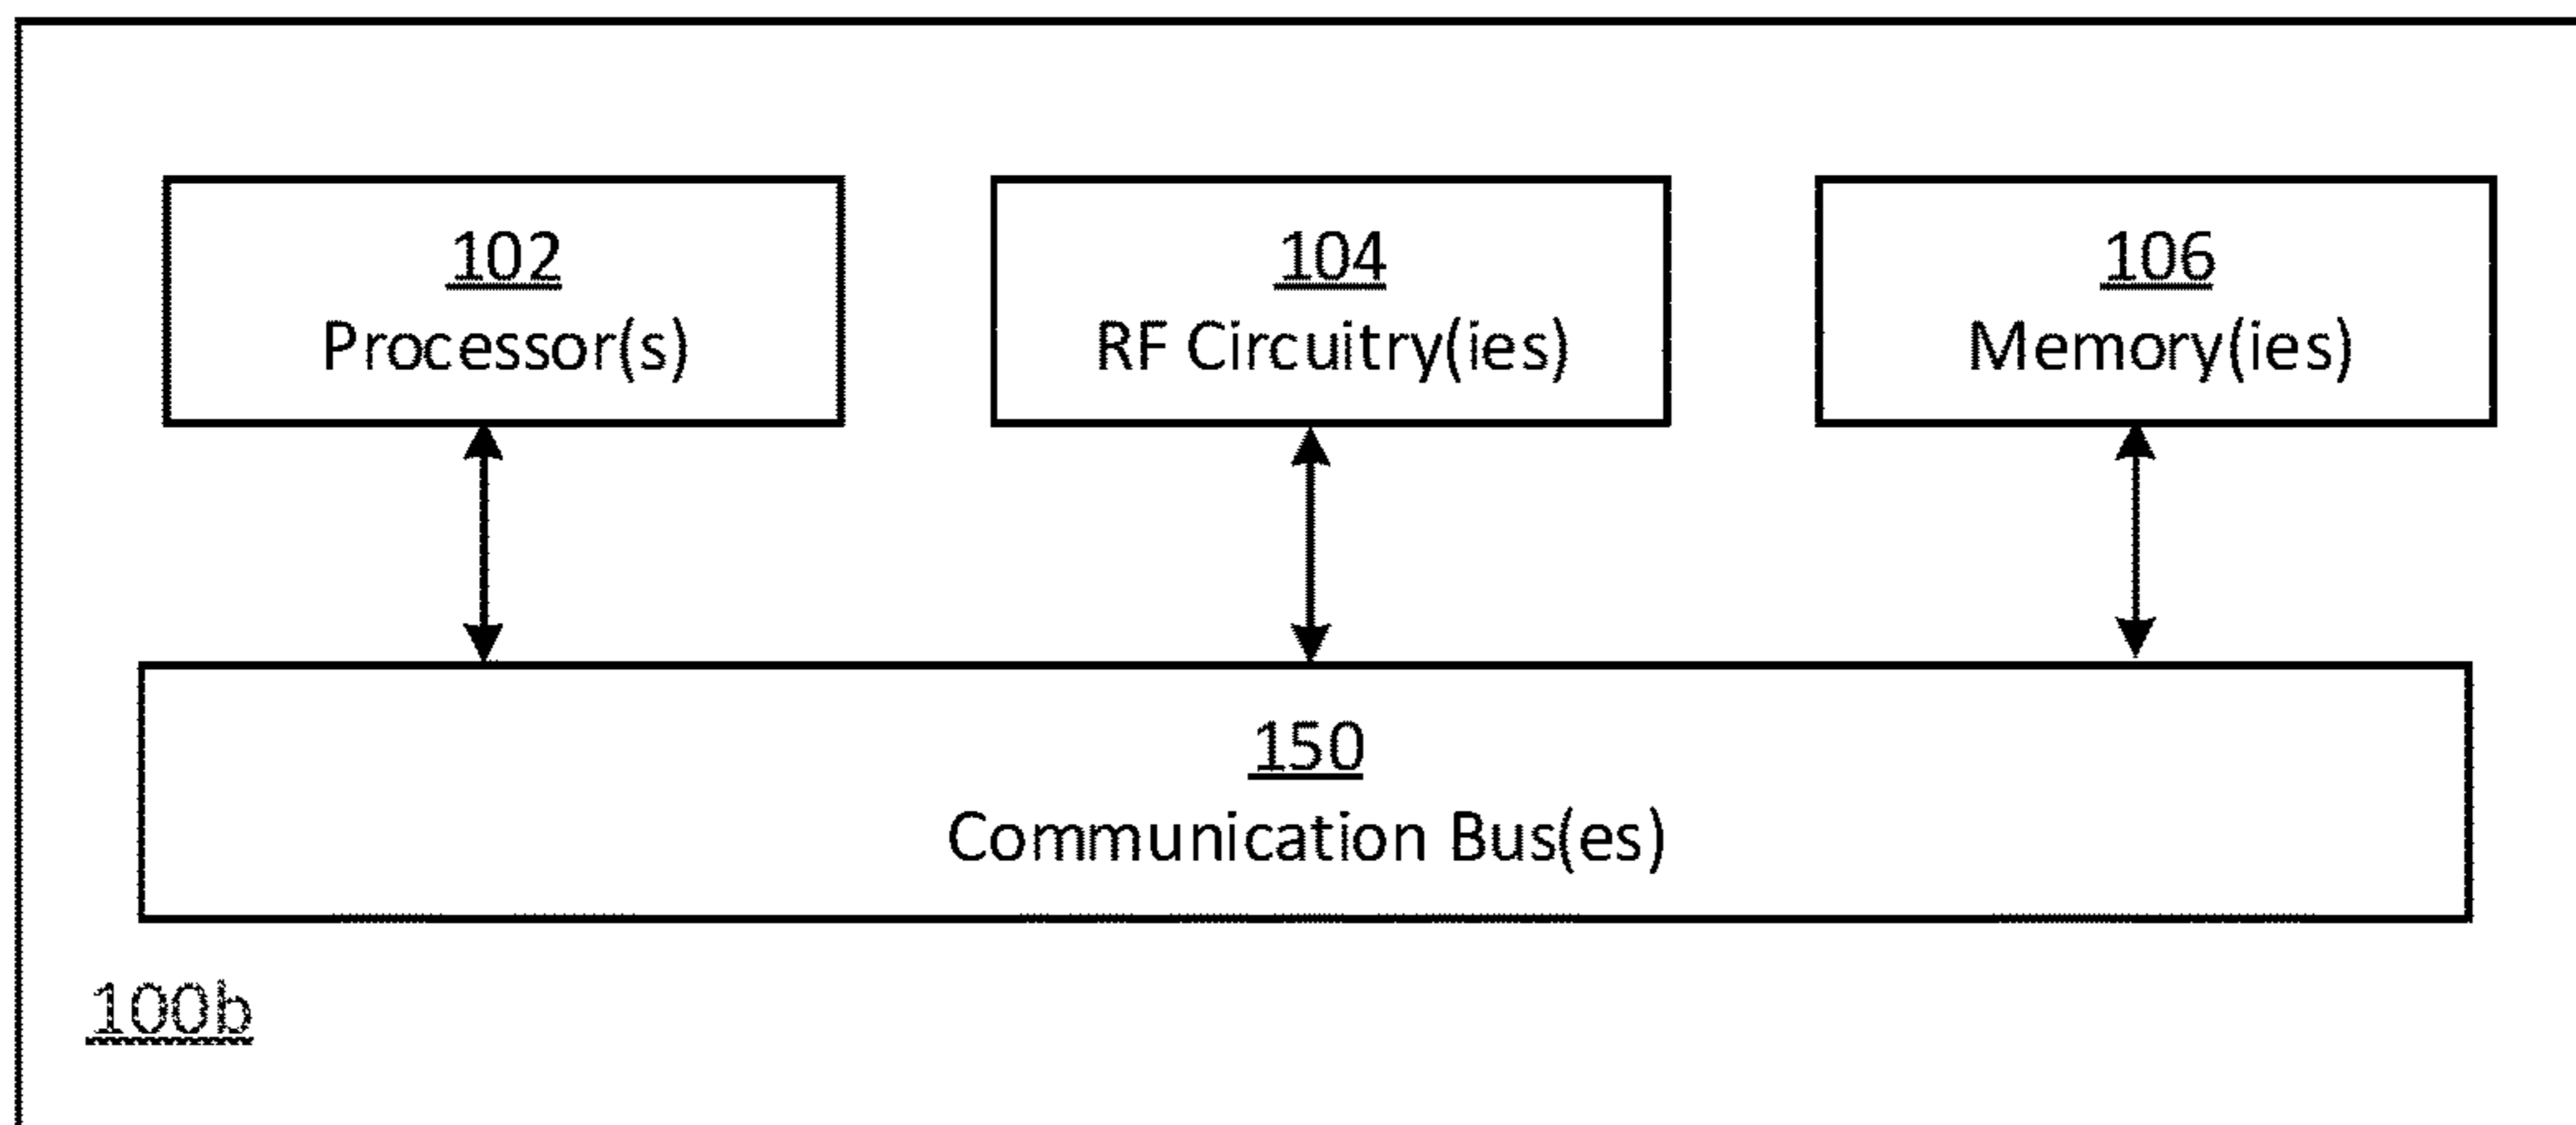 102
Processor(s)
104
RF Circuitry(ies)
106
Memory(ies)
150
Communication Bus(es)
100b